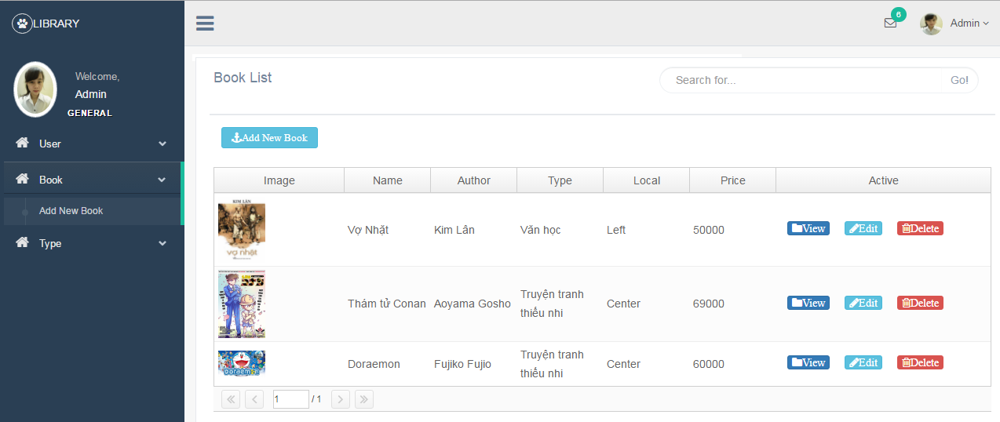 LIBRARY
6
Admin
Welcome,
Admin
GENERAL
User
Book
Add New Book
Type
Book List
Search for...
Go!
Add New Book
Image Name Author Type Local Price Active
KIM LÂN
vợ nhặt
Vợ Nhặt Kim Lân Văn học Left 50000 View Edit Delete
Thám tử Conan Aoyama Gosho Truyện tranh thiếu nhi Center 69000 View Edit Delete
Doraemon
Doraemon Fujiko Fujio Truyện tranh thiếu nhi Center 60000 View Edit Delete
1 / 1